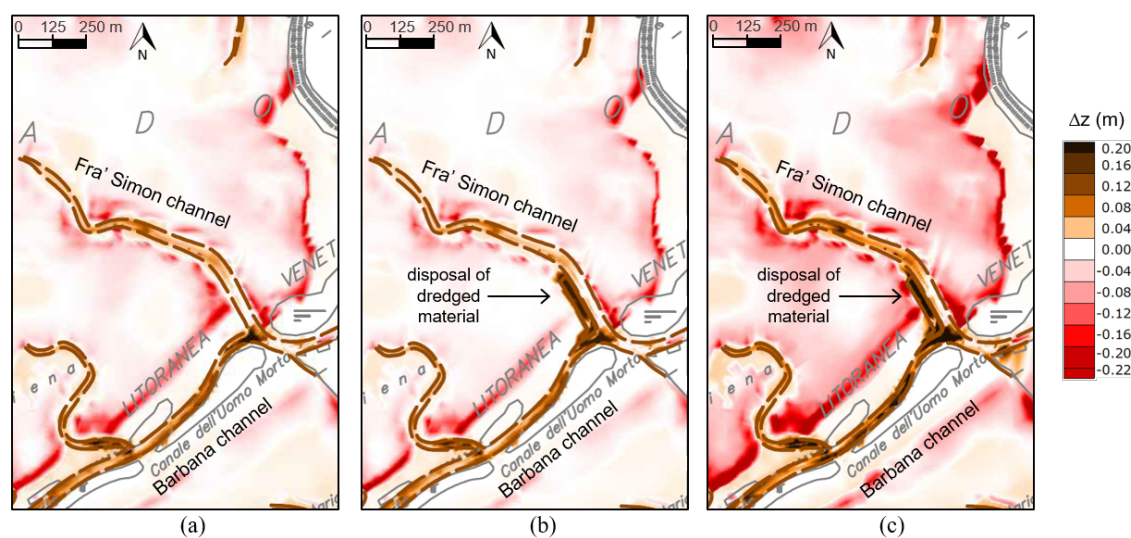 0 125 250 m
N
A
D
O
Fra' Simon channel
VENET
LITORANEA
iena
Canale dell'Uomo Morto
Barbana channel
(a)
0 125 250 m
N
A
D
O
Fra' Simon channel
disposal of
dredged
material
VENET
LITORANEA
iena
Canale dell'Uomo Morto
Barbana channel
(b)
0 125 250 m
N
A
D
O
Fra' Simon channel
disposal of
dredged
material
VENET
LITORANEA
iena
Canale dell'Uomo Morto
Barbana channel
(c)
Δz (m)
0.20
0.16
0.12
0.08
0.04
0.00
-0.04
-0.08
-0.12
-0.16
-0.20
-0.22